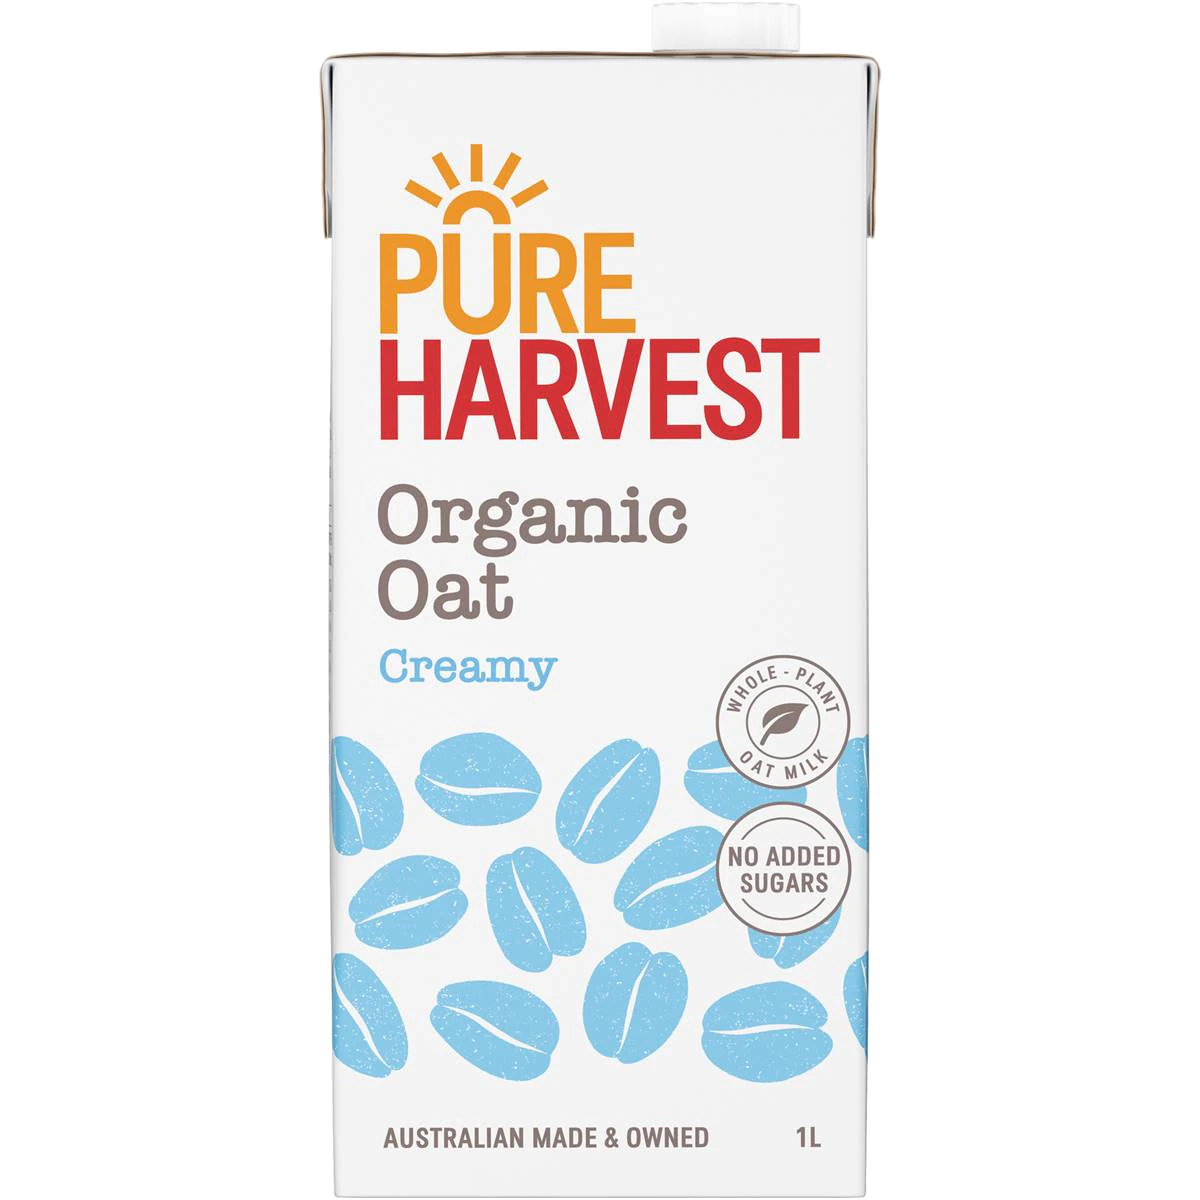 PURE
HARVEST
Organic
Oat
Creamy
WHOLE - PLANT
OAT MILK
NO ADDED
SUGARS
AUSTRALIAN MADE & OWNED
1L